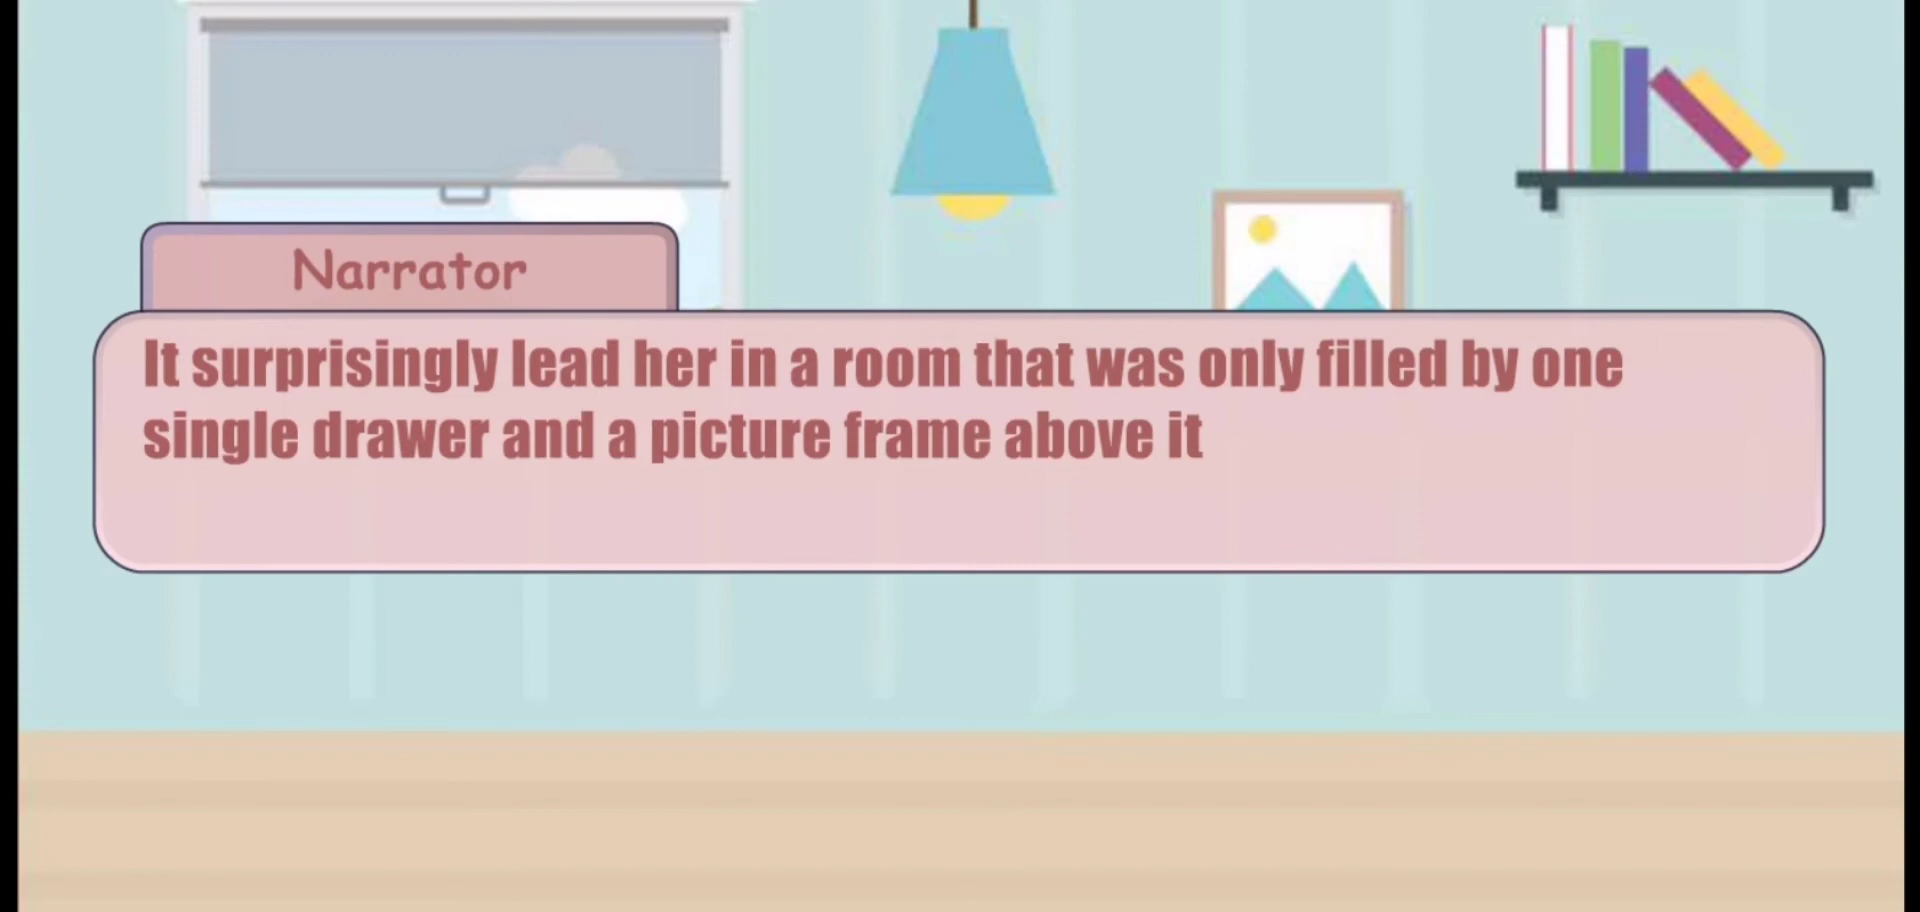 Narrator
It surprisingly lead her in a room that was only filled by one
single drawer and a picture frame above it